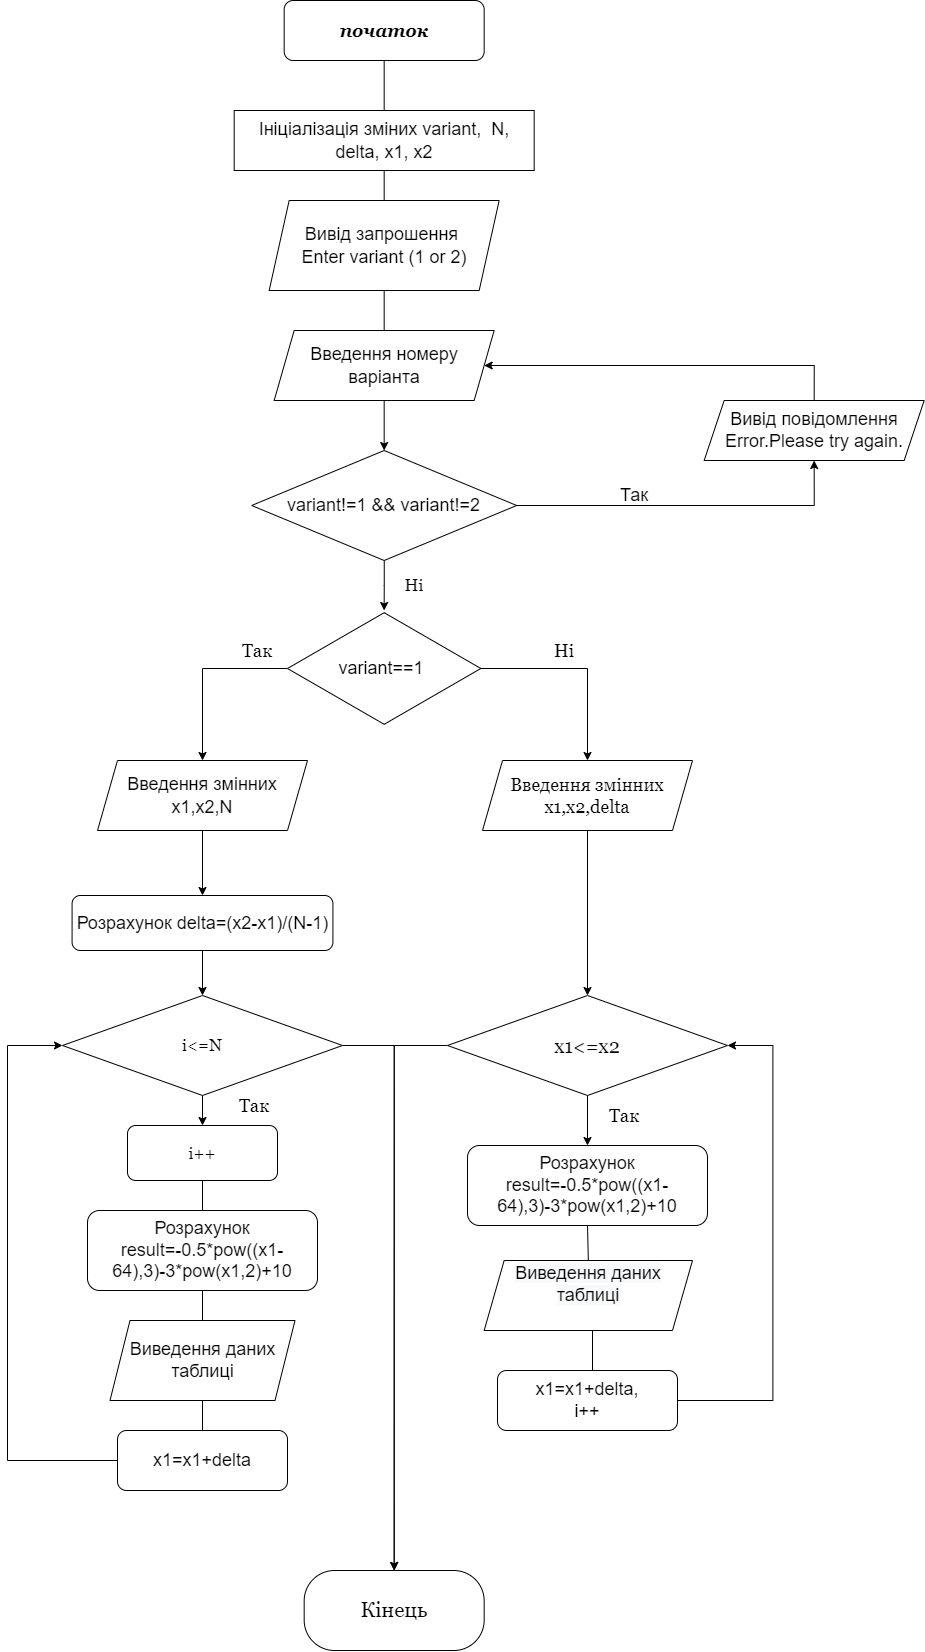 початок
Ініціалізація зміних variant, N,
delta, x1, x2
Вивід запрошення
Enter variant (1 or 2)
Введення номеру
варіанта
Вивід повідомлення
Error.Please try again.
variant!=1 && variant!=2
Так
Ні
variant==1
Так
Ні
Введення змінних
x1,x2,N
Введення змінних
x1,x2,delta
Розрахунок delta=(x2-x1)/(N-1)
i<=N
x1<=x2
Так
Так
i++
Розрахунок
result=-0.5*pow((x1-
64),3)-3*pow(x1,2)+10
Розрахунок
result=-0.5*pow((x1-
64),3)-3*pow(x1,2)+10
Виведення даних
таблиці
Виведення даних
таблиці
x1=x1+delta
x1=x1+delta,
i++
Кінець